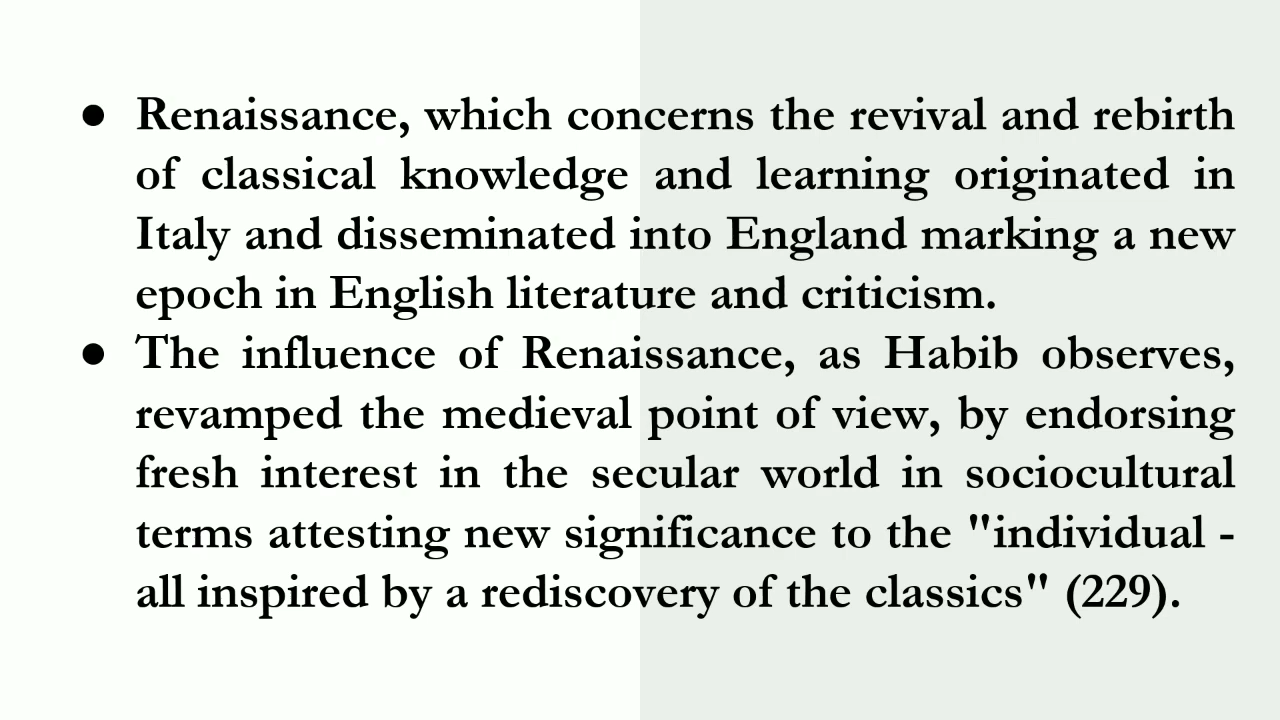 ● Renaissance, which concerns the revival and rebirth
of classical knowledge and learning originated in
Italy and disseminated into England marking a new
epoch in English literature and criticism.
● The influence of Renaissance, as Habib observes,
revamped the medieval point of view, by endorsing
fresh interest in the secular world in sociocultural
terms attesting new significance to the "individual -
all inspired by a rediscovery of the classics" (229).